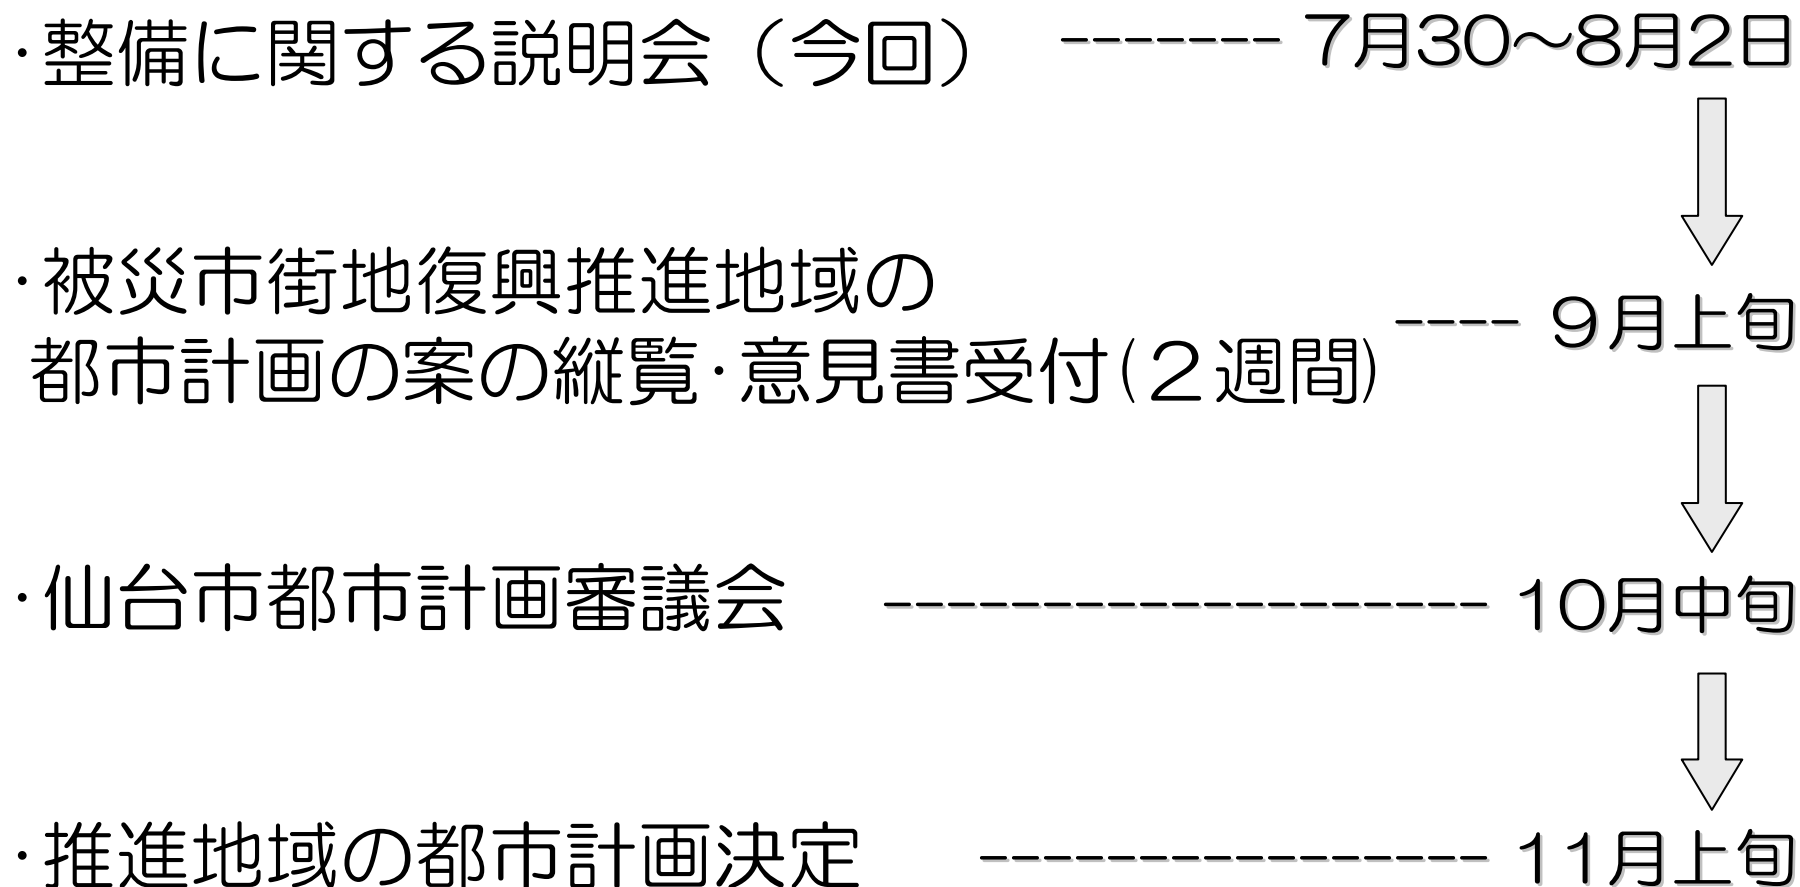 ・整備に関する説明会（今回） ------- 7月30～8月2日
・被災市街地復興推進地域の
都市計画の案の縦覧・意見書受付(２週間) ---- ９月上旬
・仙台市都市計画審議会 ------------------- 10月中旬
・推進地域の都市計画決定 ---------------- 11月上旬